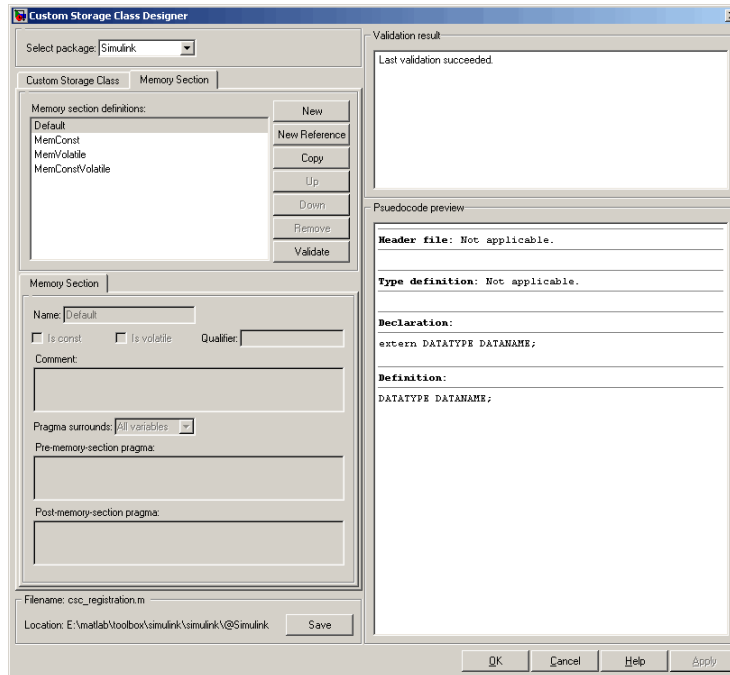 Custom Storage Class Designer
Select package: Simulink
Custom Storage Class
Memory Section
Memory section definitions:
Default
MemConst
MemVolatile
MemConstVolatile
New
New Reference
Copy
Up
Down
Remove
Validate
Memory Section
Name: Default
Is const
Is volatile
Qualifier:
Comment:
Pragma surrounds: All variables
Pre-memory-section pragma:
Post-memory-section pragma:
Filename: csc_registration.m
Location: E:\matlab\toolbox\simulink\simulink\@Simulink
Save
Validation result
Last validation succeeded.
Psuedocode preview
Header file: Not applicable.
Type definition: Not applicable.
Declaration:
extern DATATYPE DATANAME;
Definition:
DATATYPE DATANAME;
OK
Cancel
Help
Apply